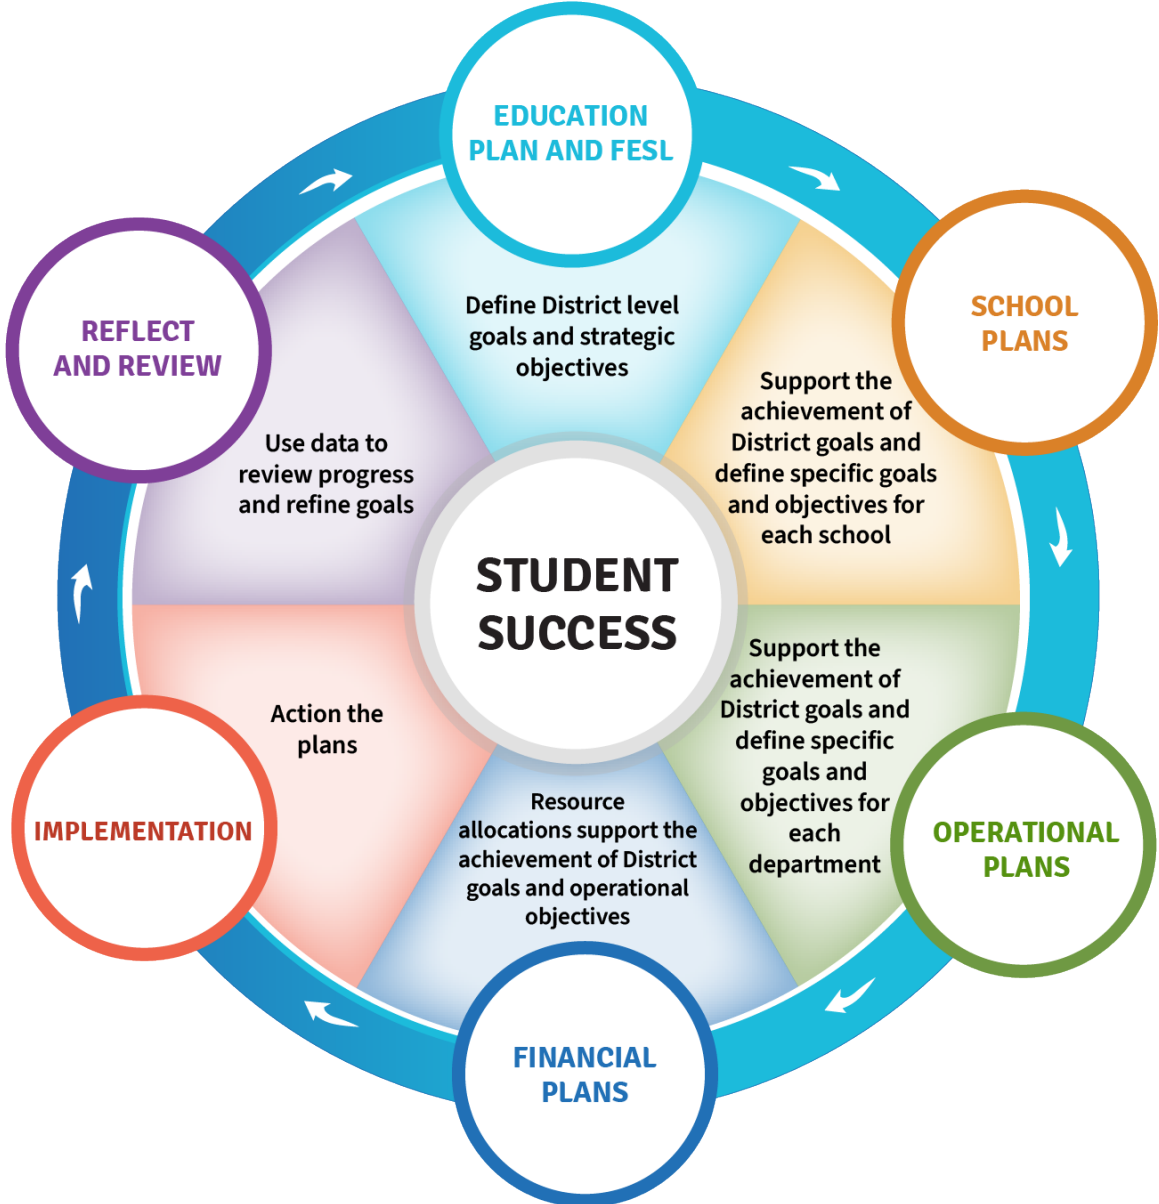 EDUCATION
PLAN AND FESL
Define District level
goals and strategic
objectives
SCHOOL
PLANS
Support the
achievement of
District goals and
define specific goals
and objectives for
each school
OPERATIONAL
PLANS
Support the
achievement of
District goals and
define specific
goals and
objectives for
each
department
FINANCIAL
PLANS
Resource
allocations support the
achievement of District
goals and operational
objectives
IMPLEMENTATION
Action the
plans
REFLECT
AND REVIEW
Use data to
review progress
and refine goals
STUDENT
SUCCESS